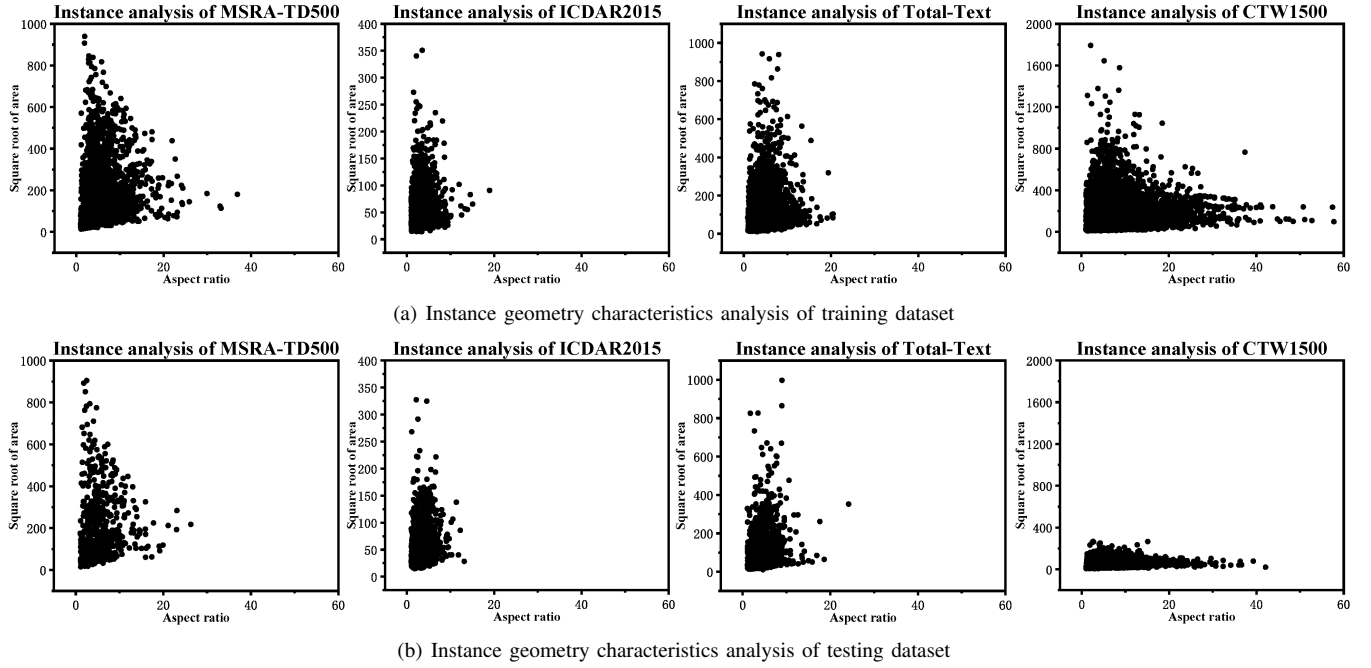 Instance analysis of MSRA-TD500 Instance analysis of ICDAR2015 Instance analysis of Total-Text Instance analysis of CTW1500
Square root of area
1000
800
600
400
200
0
0 20 40 60
Aspect ratio
Square root of area
400
350
300
250
200
150
100
50
0
0 20 40 60
Aspect ratio
Square root of area
1000
800
600
400
200
0
0 20 40 60
Aspect ratio
Square root of area
2000
1600
1200
800
400
0
0 20 40 60
Aspect ratio
(a) Instance geometry characteristics analysis of training dataset
Instance analysis of MSRA-TD500 Instance analysis of ICDAR2015 Instance analysis of Total-Text Instance analysis of CTW1500
Square root of area
1000
800
600
400
200
0
0 20 40 60
Aspect ratio
Square root of area
400
350
300
250
200
150
100
50
0
0 20 40 60
Aspect ratio
Square root of area
1000
800
600
400
200
0
0 20 40 60
Aspect ratio
Square root of area
2000
1600
1200
800
400
0
0 20 40 60
Aspect ratio
(b) Instance geometry characteristics analysis of testing dataset